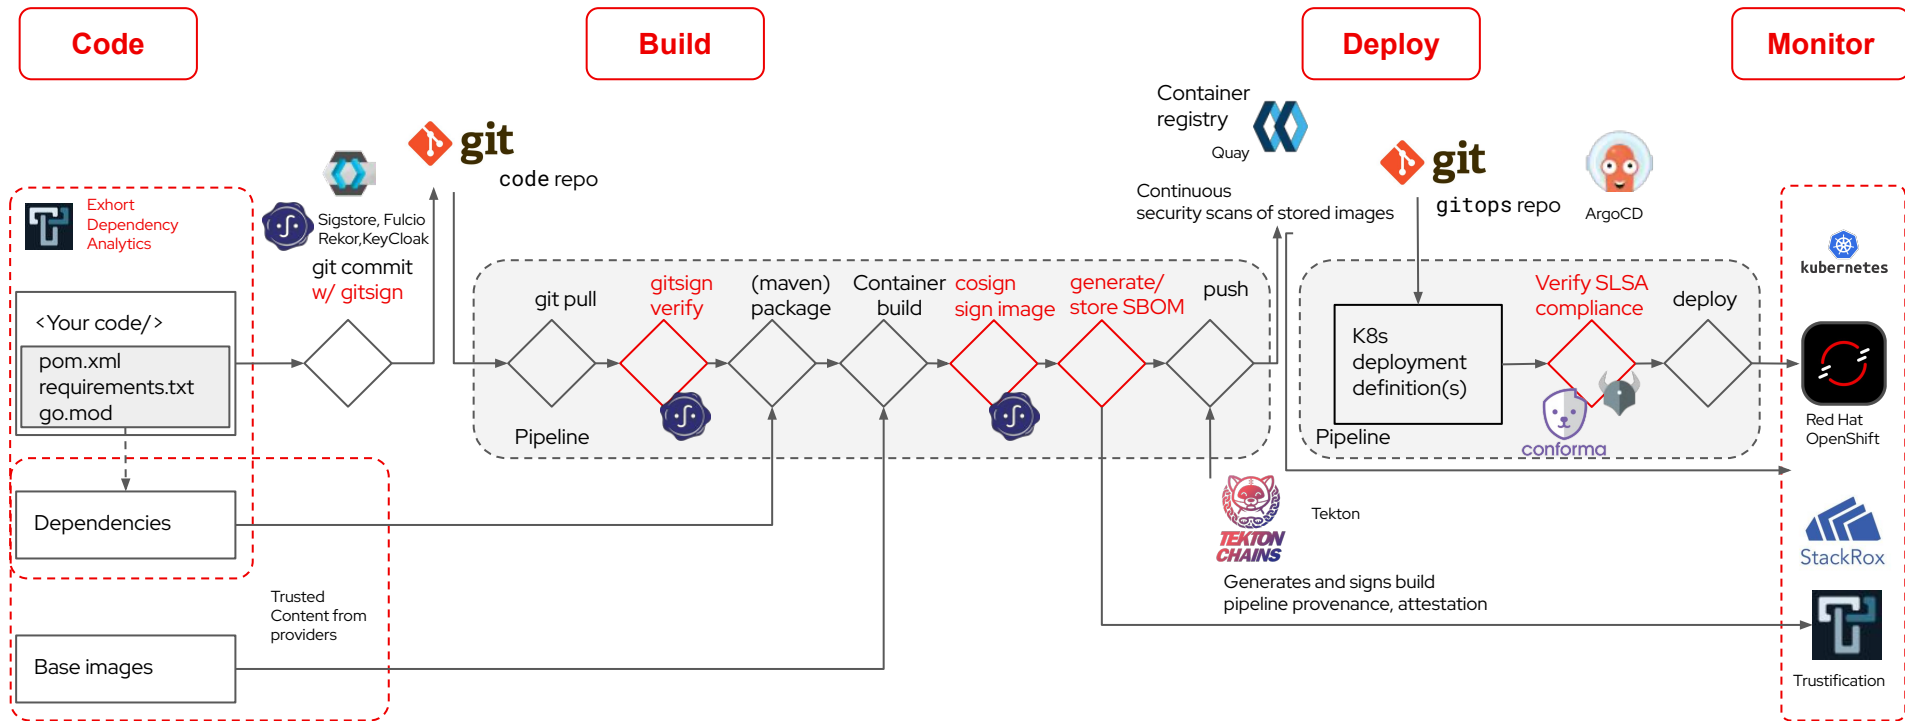 Code
Build
Deploy
Monitor
Exhort
Dependency
Analytics
<Your code/>
pom.xml
requirements.txt
go.mod
Dependencies
Base images
Trusted
Content from
providers
Sigstore, Fulcio
Rekor,KeyCloak
git commit
w/ gitsign
git
code repo
git pull
gitsign
verify
(maven)
package
Container
build
cosign
sign image
generate/
store SBOM
push
Pipeline
Container
registry
Quay
Continuous
security scans of stored images
TEKTON
CHAINS
Tekton
Generates and signs build
pipeline provenance, attestation
git
gitops repo
ArgoCD
K8s
deployment
definition(s)
Verify SLSA
compliance
deploy
conforma
Pipeline
kubernetes
Red Hat
OpenShift
StackRox
Trustification